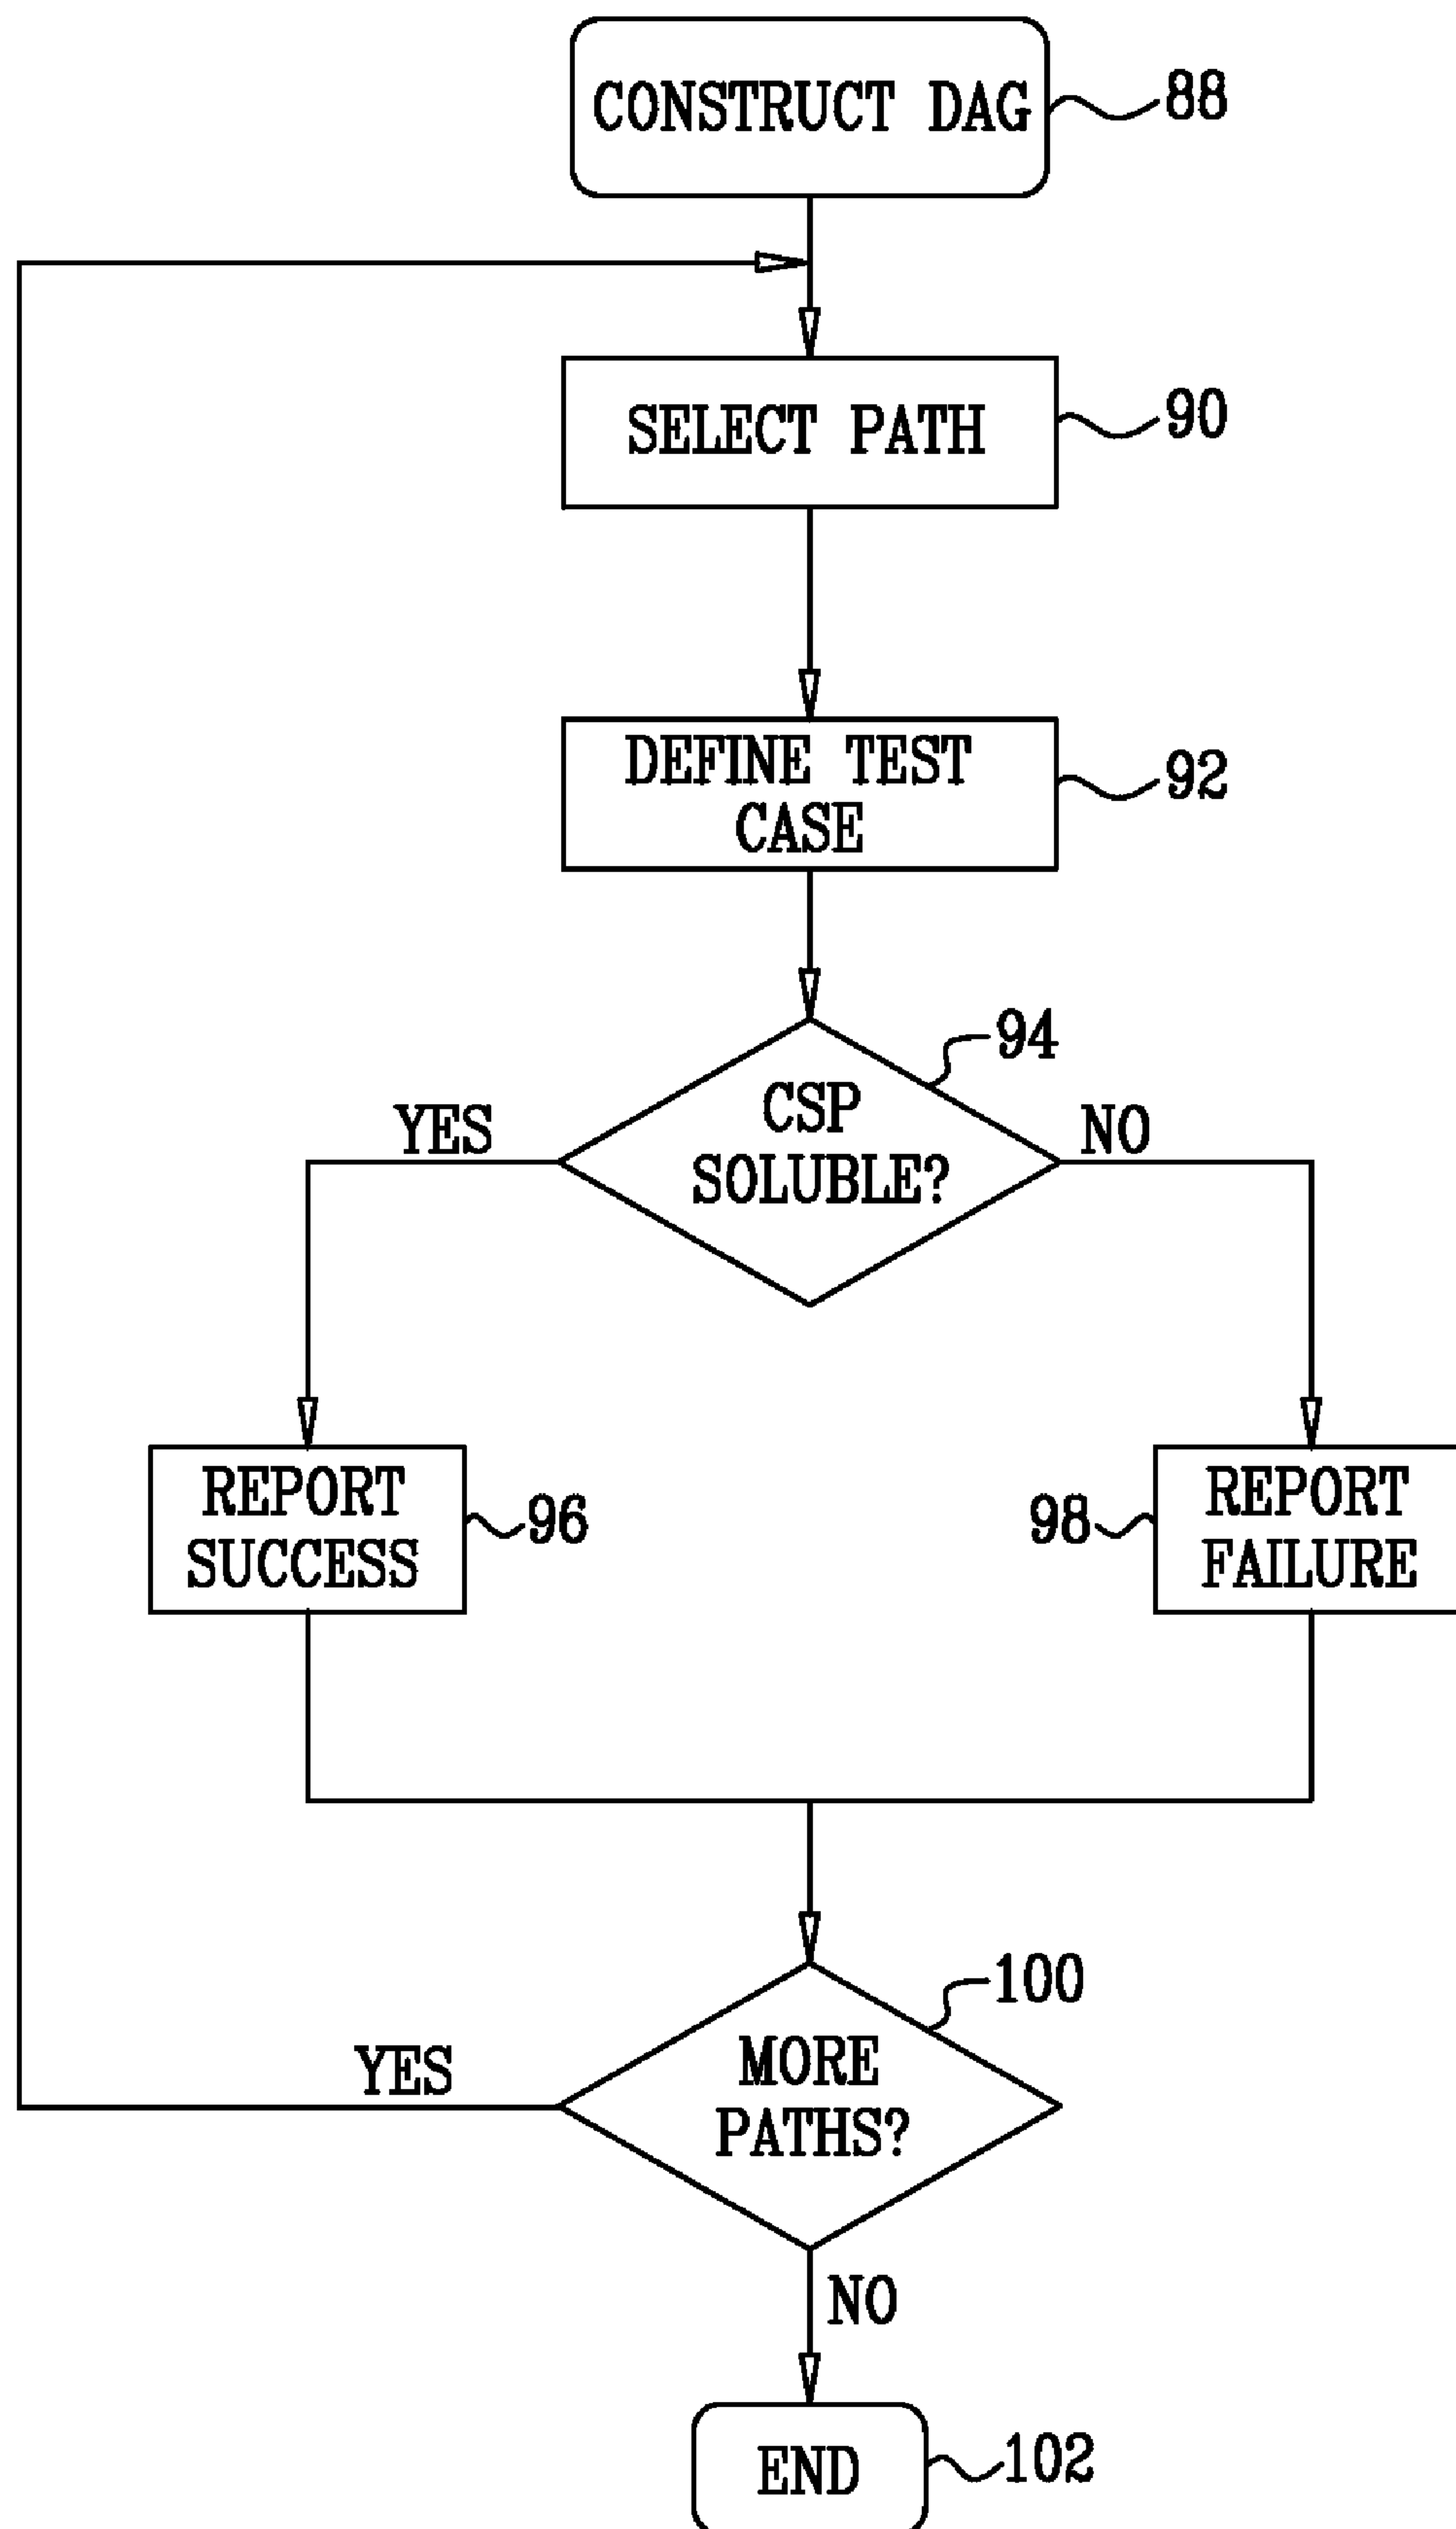 CONSTRUCT DAG
88
SELECT PATH
90
DEFINE TEST
CASE
92
94
CSP
SOLUBLE?
YES
NO
REPORT
SUCCESS
96
98
REPORT
FAILURE
100
MORE
PATHS?
YES
NO
END
102